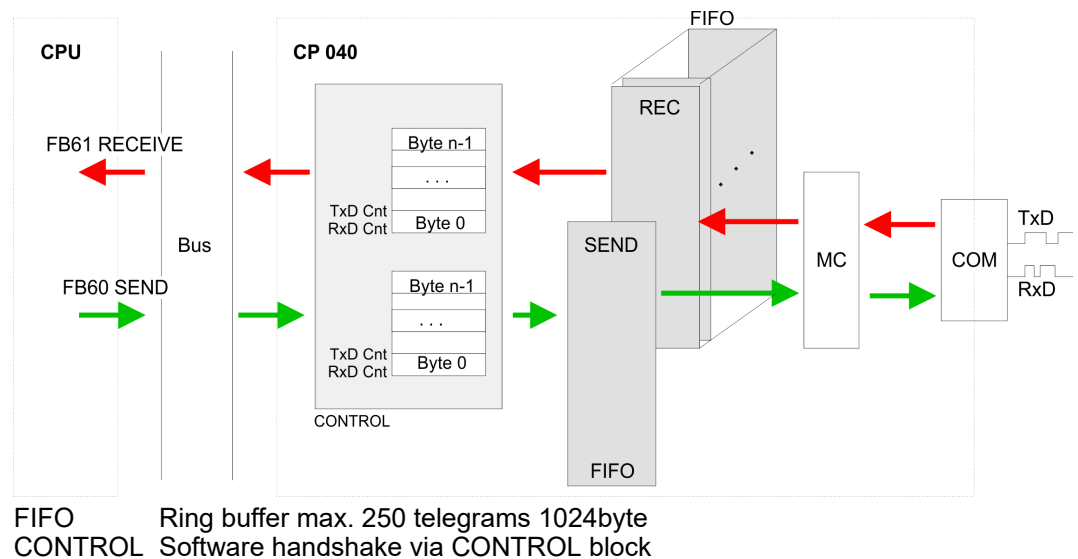 FIFO
CPU
CP 040
REC
FB61 RECEIVE
Byte n-1
. . .
TxD Cnt
RxD Cnt
Byte 0
TxD
SEND
Bus
MC
COM
FB60 SEND
Byte n-1
. . .
RxD
TxD Cnt
RxD Cnt
Byte 0
CONTROL
FIFO
FIFO Ring buffer max. 250 telegrams 1024byte
CONTROL Software handshake via CONTROL block